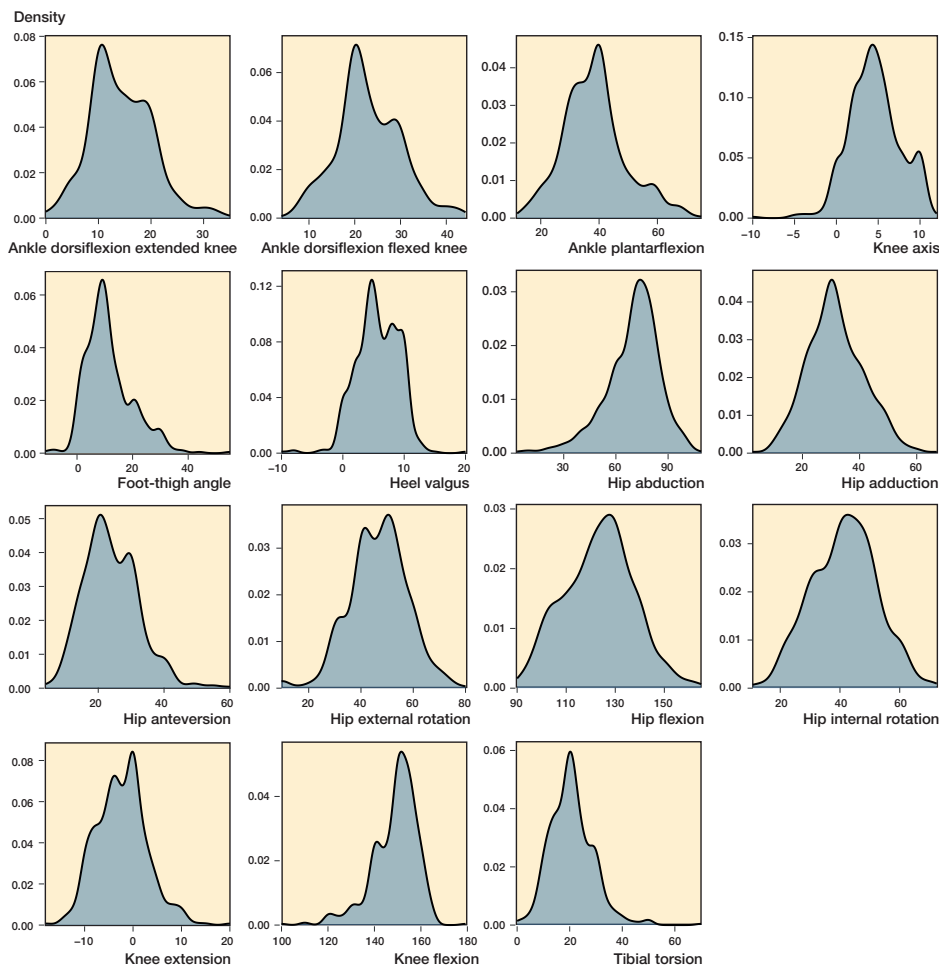 Density
0.08
0.06
0.04
0.02
0.00
0 10 20 30
Ankle dorsiflexion extended knee
0.06
0.04
0.02
0.00
10 20 30 40
Ankle dorsiflexion flexed knee
0.04
0.03
0.02
0.01
0.00
20 40 60
Ankle plantarflexion
0.15
0.10
0.05
0.00
−10 −5 0 5 10
Knee axis
0.06
0.04
0.02
0.00
0 20 40
Foot-thigh angle
0.12
0.08
0.04
0.00
−10 0 10 20
Heel valgus
0.03
0.02
0.01
0.00
30 60 90
Hip abduction
0.04
0.03
0.02
0.01
0.00
20 40 60
Hip adduction
0.05
0.04
0.03
0.02
0.01
0.00
20 40 60
Hip anteversion
0.03
0.02
0.01
0.00
20 40 60 80
Hip external rotation
0.03
0.02
0.01
0.00
90 110 130 150
Hip flexion
0.03
0.02
0.01
0.00
20 40 60
Hip internal rotation
0.08
0.06
0.04
0.02
0.00
−10 0 10 20
Knee extension
0.04
0.02
0.00
100 120 140 160 180
Knee flexion
0.06
0.04
0.02
0.00
0 20 40 60
Tibial torsion